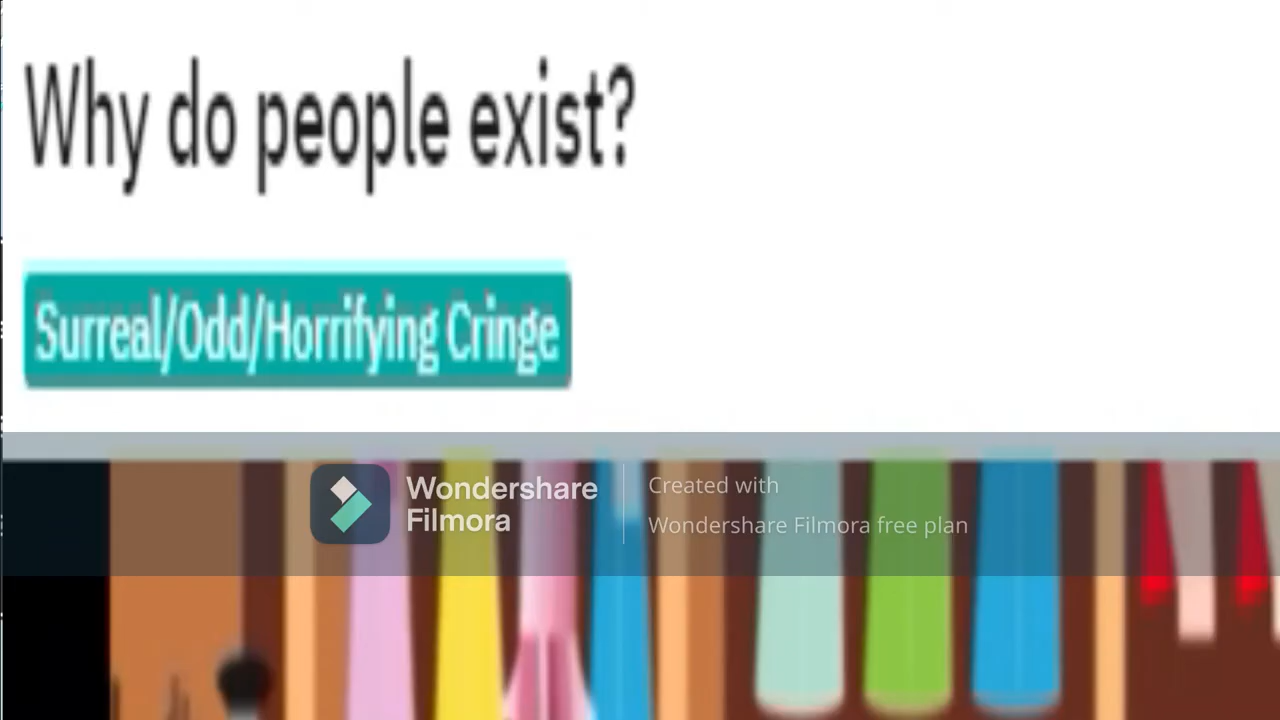 Why do people exist?
Surreal/Odd/Horrifying Cringe
Wondershare
Filmora
Created with
Wondershare Filmora free plan